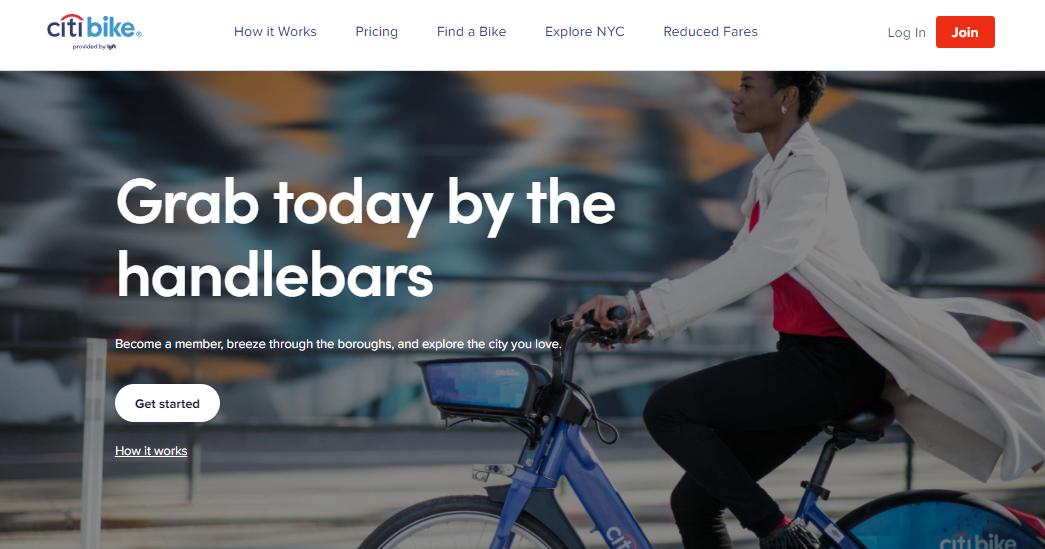 citi bike®
provided by lyft
How it Works
Pricing
Find a Bike
Explore NYC
Reduced Fares
Log In
Join
Grab today by the
handlebars
Become a member, breeze through the boroughs, and explore the city you love.
Get started
How it works
citibike